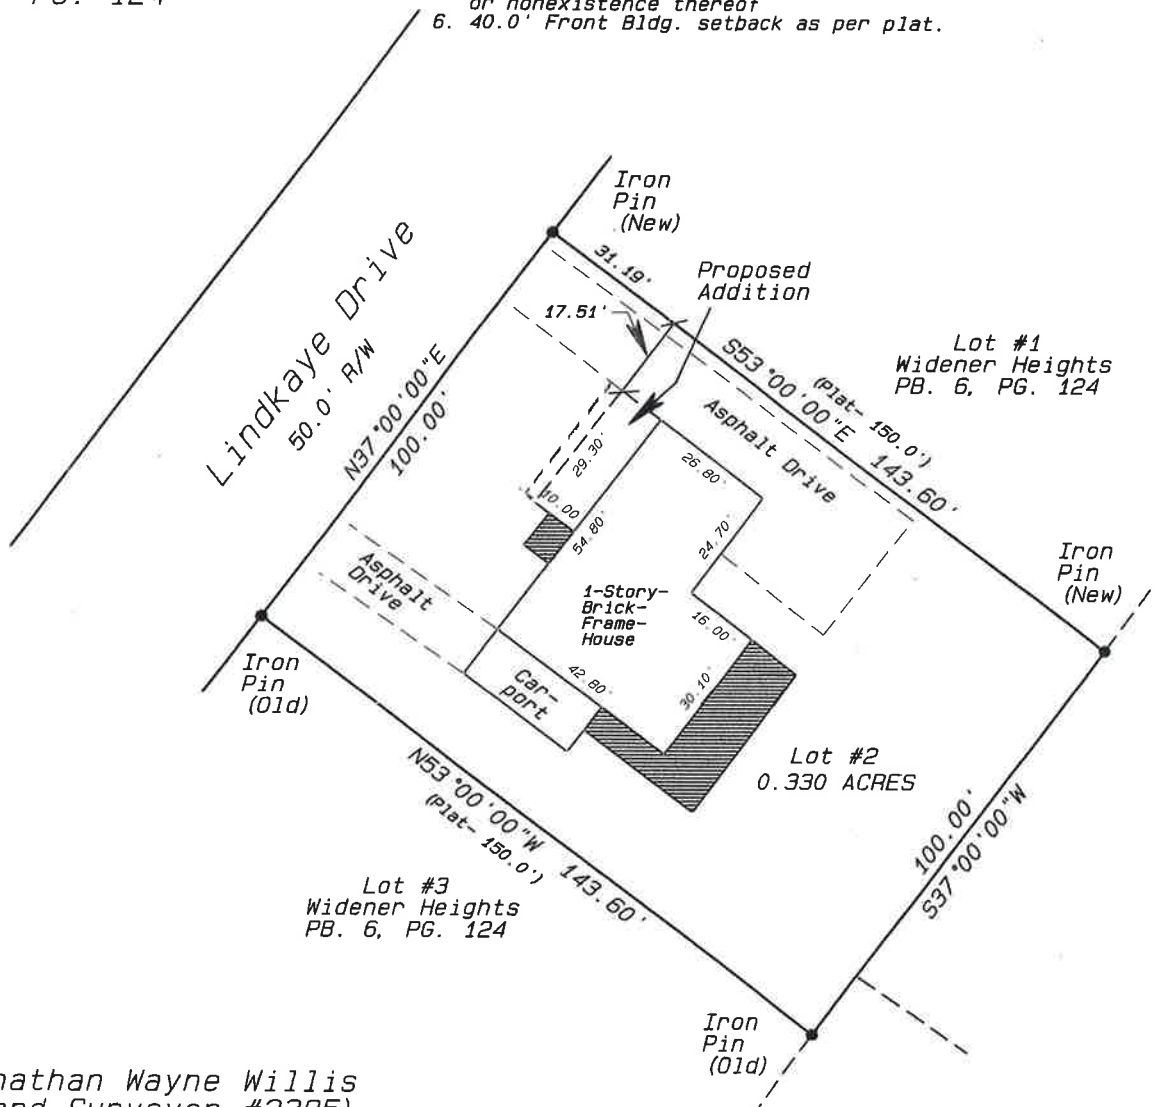 PG. 124
or nonexistence thereof
6. 40.0' Front Bldg. setback as per plat.
Iron
Pin
(New)
31.19'
Proposed
Addition
17.51'
Lindkaye Drive
50.0' R/W
N37°00'00"E
100.00'
S53°00'00"E 143.60'
(Plat- 150.0')
Lot #1
Widener Heights
PB. 6, PG. 124
Asphalt Drive
29.30'
26.80'
10.00
54.80'
24.70'
Iron
Pin
(New)
Asphalt
Drive
1-Story-
Brick-
Frame-
House
16.00'
Iron
Pin
(Old)
Car-
port
42.80'
30.10'
Lot #2
0.330 ACRES
N53°00'00"W 143.60'
(Plat- 150.0')
100.00'
S37°00'00"W
Lot #3
Widener Heights
PB. 6, PG. 124
Iron
Pin
(Old)
nathan Wayne Willis